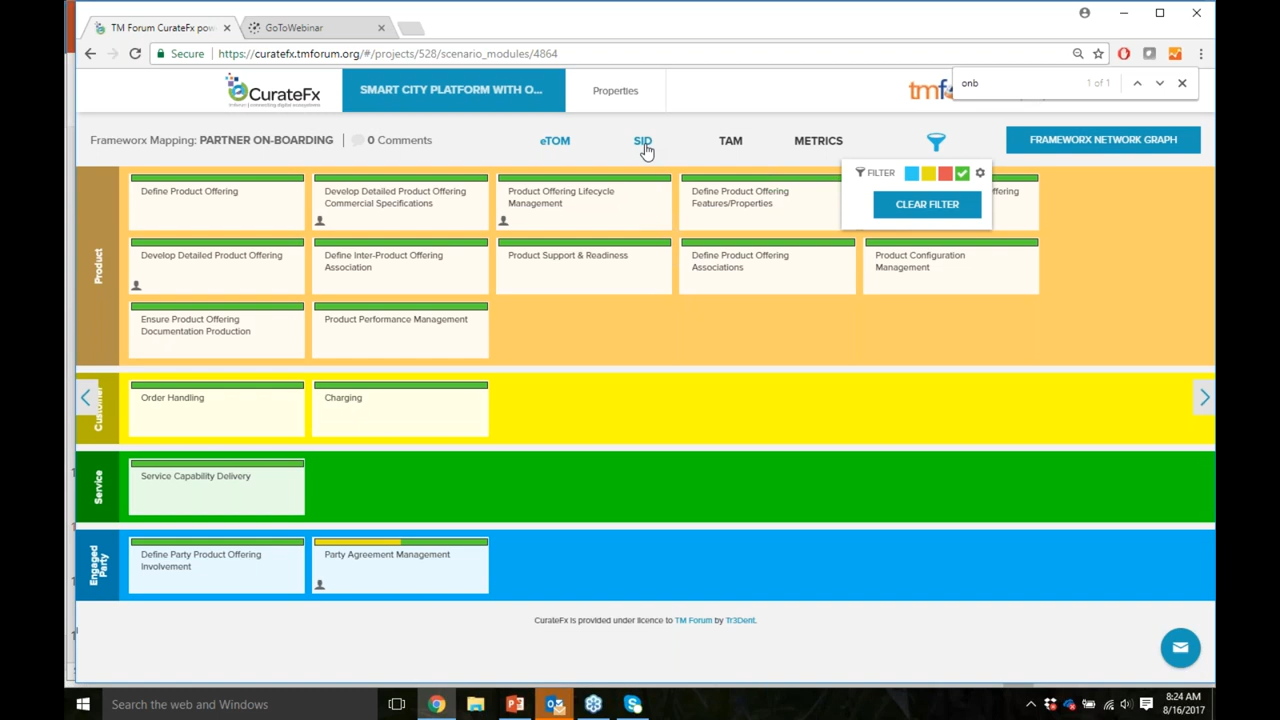 TM Forum CurateFx pow
GoToWebinar
Secure
https://curatefx.tmforum.org/#/projects/528/scenario_modules/4864
onb
1 of 1
CurateFx
SMART CITY PLATFORM WITH O...
Properties
tmf
Frameworx Mapping: PARTNER ON-BOARDING
0 Comments
eTOM
SID
TAM
METRICS
FRAMEWORX NETWORK GRAPH
FILTER
CLEAR FILTER
Product
Define Product Offering
Develop Detailed Product Offering
Commercial Specifications
Product Offering Lifecycle
Management
Define Product Offering
Features/Properties
ffering
Develop Detailed Product Offering
Define Inter-Product Offering
Association
Product Support & Readiness
Define Product Offering
Associations
Product Configuration
Management
Ensure Product Offering
Documentation Production
Product Performance Management
Customer
Order Handling
Charging
Service
Service Capability Delivery
Engaged
Party
Define Party Product Offering
Involvement
Party Agreement Management
CurateFx is provided under licence to TM Forum by Tr3Dent.
Search the web and Windows
8:24 AM
8/16/2017